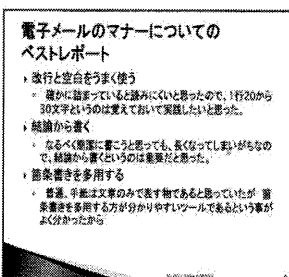 電子メールのマナーについての
ベストレポート
改行と空白をうまく使う
確かに詰まっていると読みにくいと思ったので、1行20から
30文字というのは覚えておいて実践したいと思った。
結論から書く
なるべく簡潔に書こうと思っても、長くなってしまいがちなの
で、結論から書くというのは重要だと思った。
箇条書きを多用する
普通、手紙は文章のみで表す物であると思っていたが 箇
条書きを多用する方が分かりやすいツールであるという事が
よく分かったから